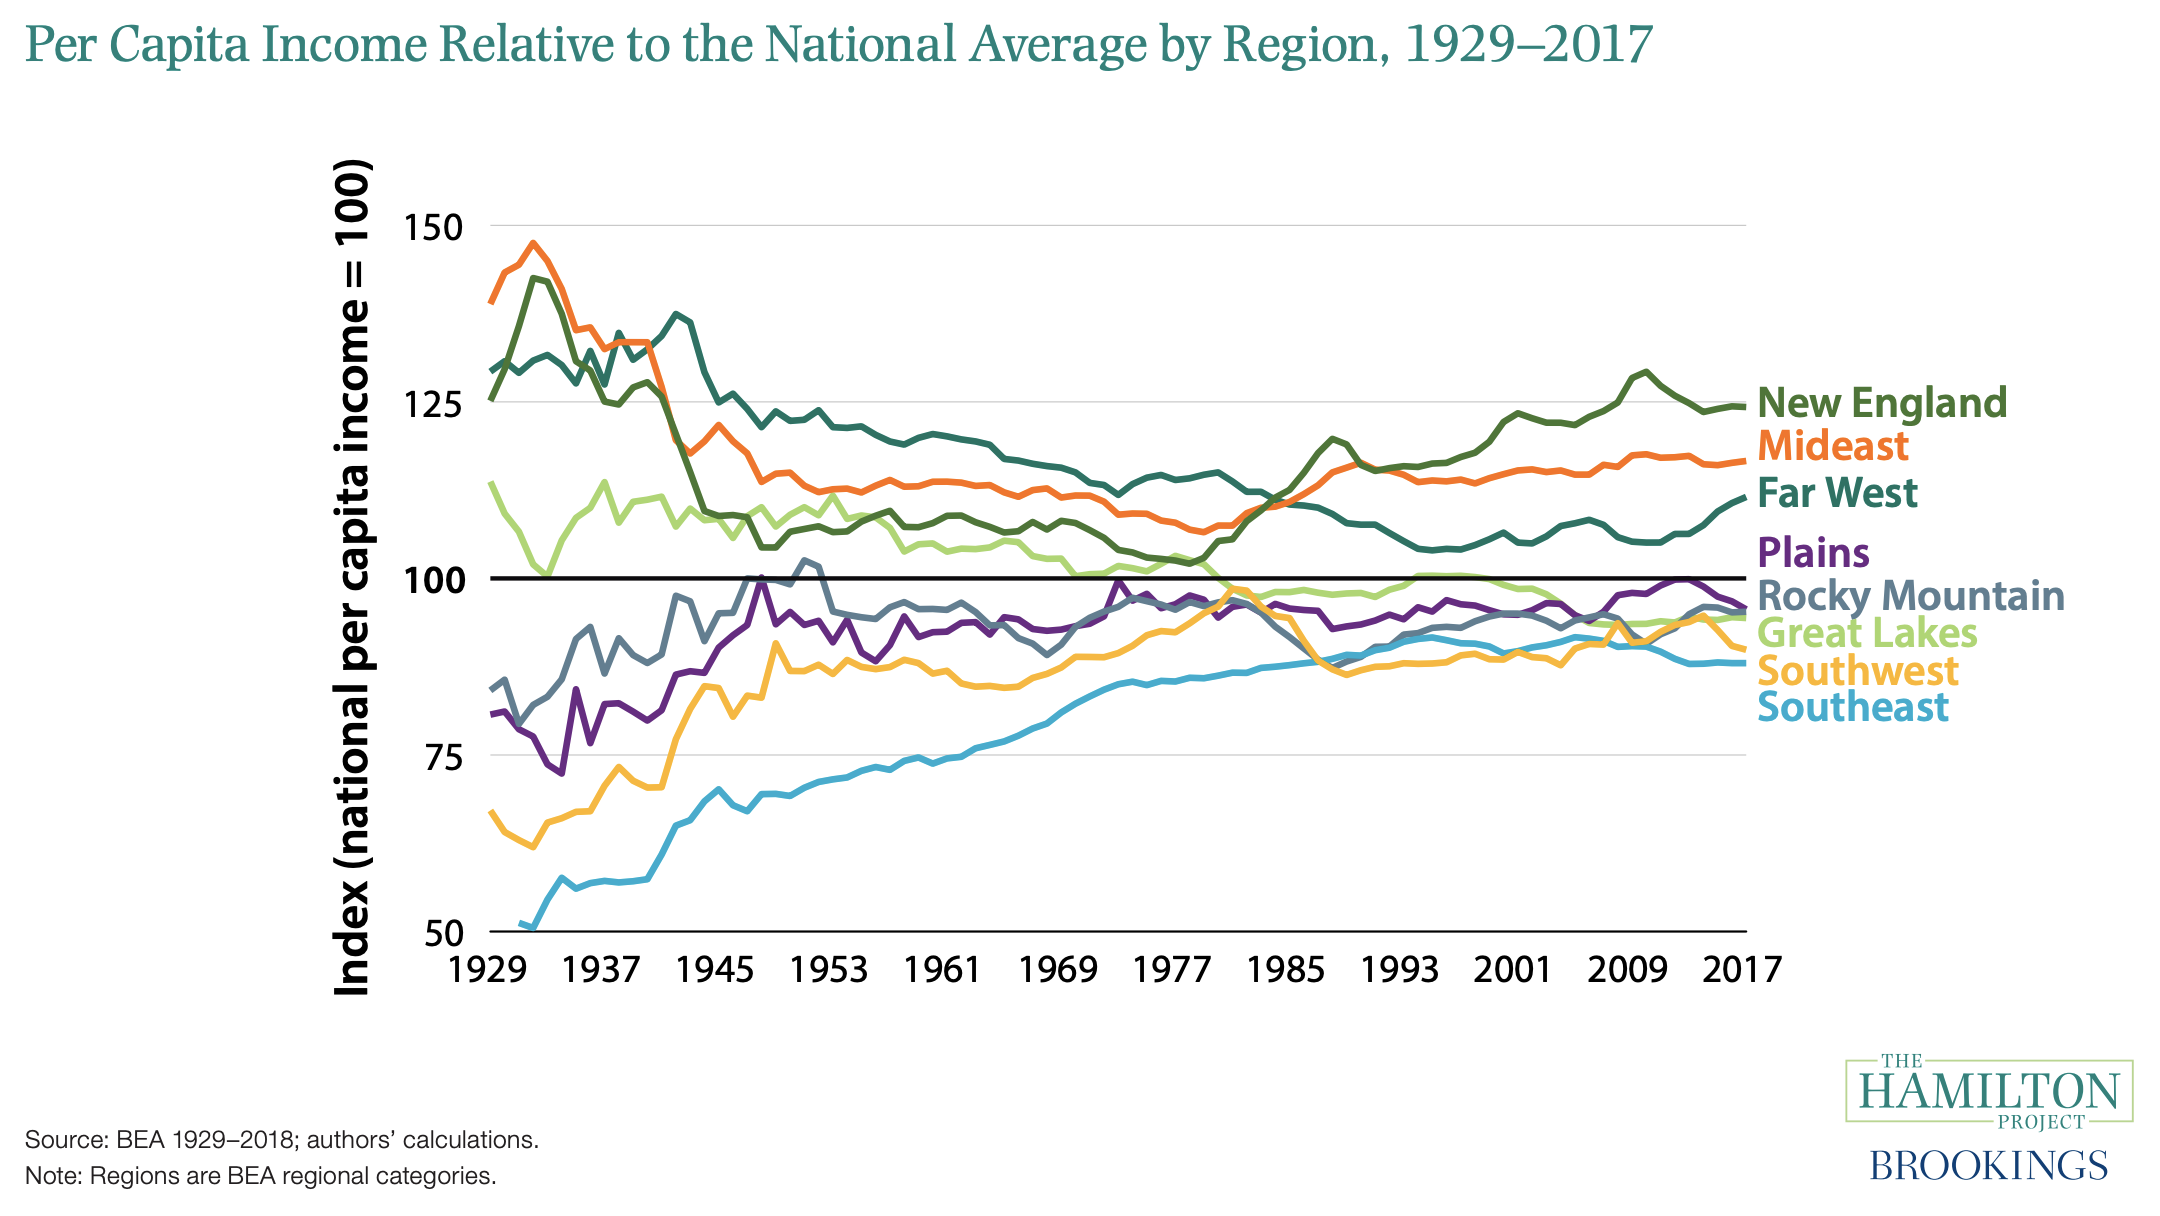 Per Capita Income Relative to the National Average by Region, 1929–2017
Index (national per capita income = 100)
150
125
100
75
50
1929 1937 1945 1953 1961 1969 1977 1985 1993 2001 2009 2017
New England
Mideast
Far West
Plains
Rocky Mountain
Great Lakes
Southwest
Southeast
Source: BEA 1929–2018; authors’ calculations.
Note: Regions are BEA regional categories.
THE
HAMILTON
PROJECT
BROOKINGS